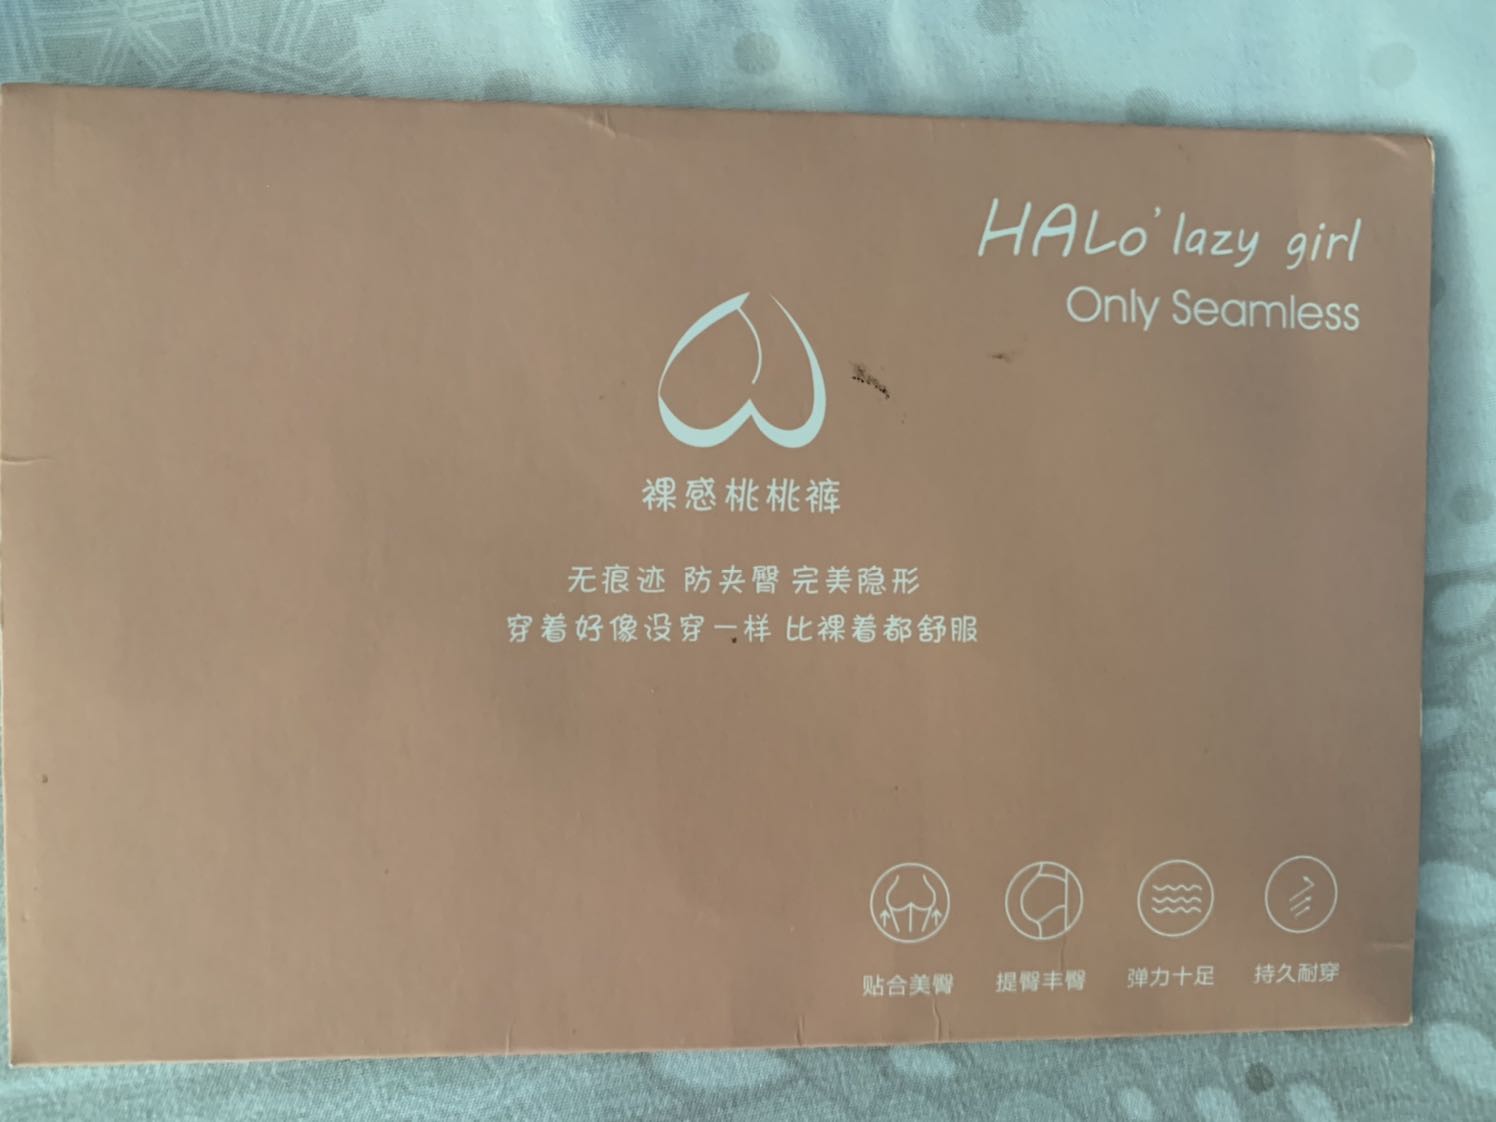 HALo' lazy girl
Only Seamless
裸感桃桃裤
无痕迹 防夹臀 完美隐形
穿着好像没穿一样 比裸着都舒服
贴合美臀 提臀丰臀 弹力十足 持久耐穿